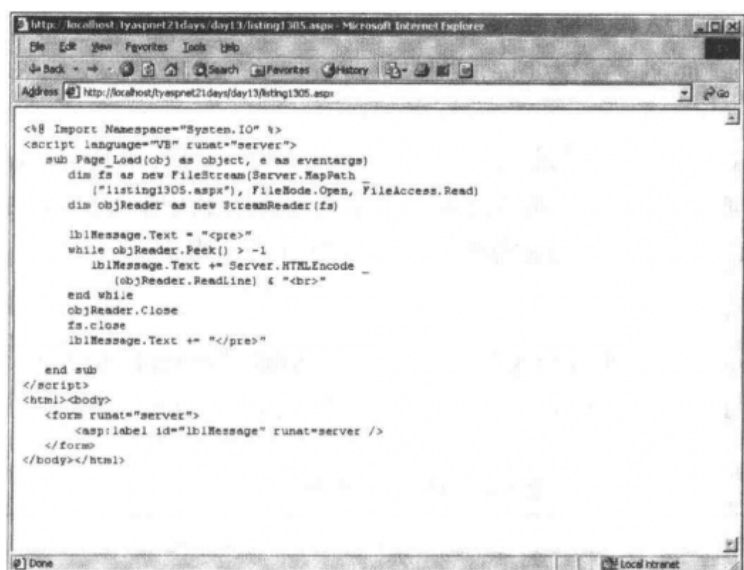 http://localhost/tyaspnet21days/day13/listing1305.aspx - Microsoft Internet Explorer
File Edit View Favorites Tools Help
Back Search Favorites History
Address http://localhost/tyaspnet21days/day13/listing1305.aspx Go
<%@ Import Namespace="System.IO" %>
<script language="VB" runat="server">
   sub Page_Load(obj as object, e as eventargs)
      dim fs as new FileStream(Server.MapPath _
         ("listing1305.aspx"), FileMode.Open, FileAccess.Read)
      dim objReader as new StreamReader(fs)
      lblMessage.Text = "<pre>"
      while objReader.Peek() > -1
         lblMessage.Text += Server.HTMLEncode _
            (objReader.ReadLine) & "<br>"
      end while
      objReader.Close
      fs.close
      lblMessage.Text += "</pre>"
   end sub
</script>
<html><body>
   <form runat="server">
      <asp:label id="lblMessage" runat=server />
   </form>
</body></html>
Done Local intranet